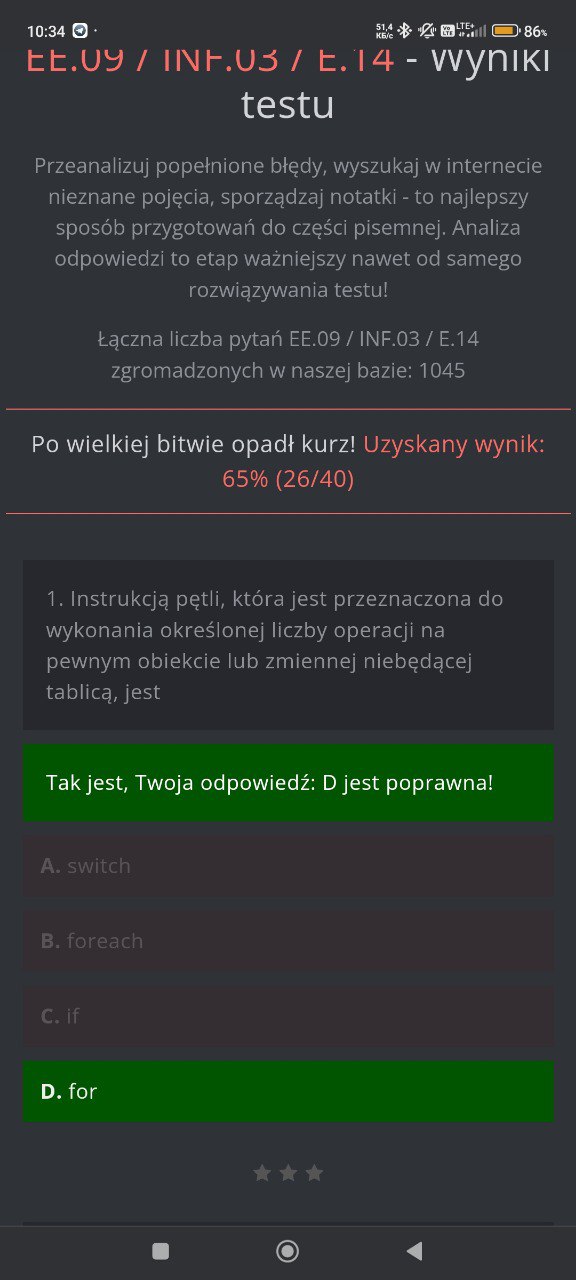 10:34
51,4
КБ/с
LTE+
86%
EE.09 / INF.03 / E.14 - Wyniki
testu
Przeanalizuj popełnione błędy, wyszukaj w internecie
nieznane pojęcia, sporządzaj notatki - to najlepszy
sposób przygotowań do części pisemnej. Analiza
odpowiedzi to etap ważniejszy nawet od samego
rozwiązywania testu!
Łączna liczba pytań EE.09 / INF.03 / E.14
zgromadzonych w naszej bazie: 1045
Po wielkiej bitwie opadł kurz! Uzyskany wynik:
65% (26/40)
1. Instrukcją pętli, która jest przeznaczona do
wykonania określonej liczby operacji na
pewnym obiekcie lub zmiennej niebędącej
tablicą, jest
Tak jest, Twoja odpowiedź: D jest poprawna!
A. switch
B. foreach
C. if
D. for